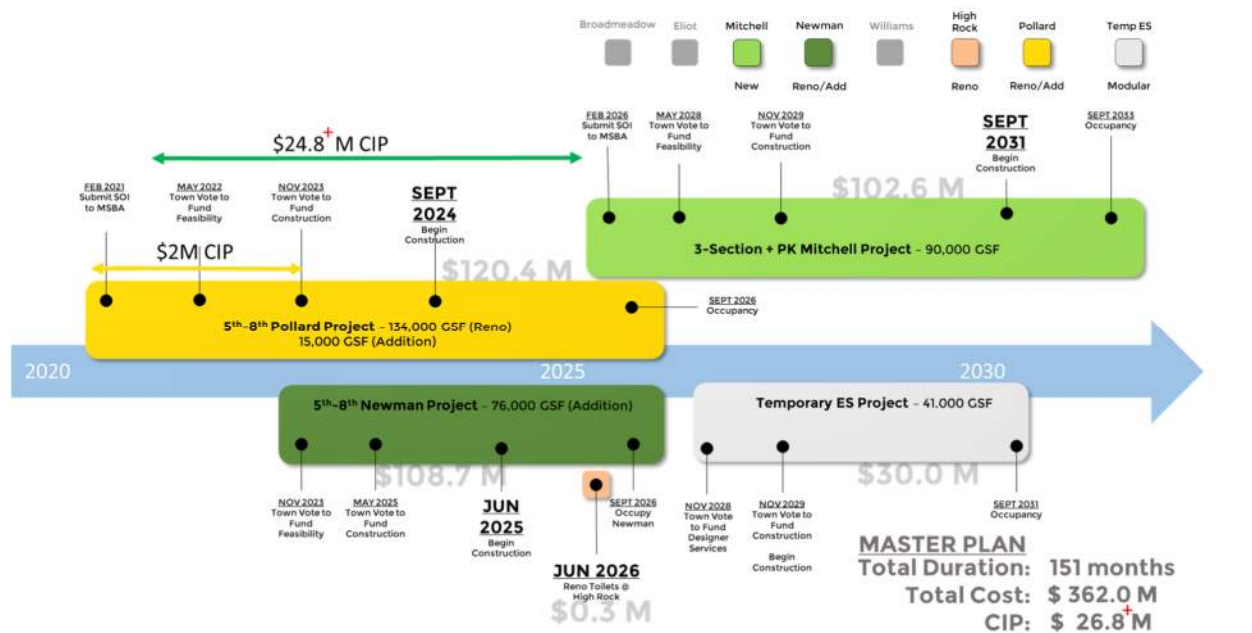 Broadmeadow
Eliot
Mitchell
Newman
Williams
High
Rock
Pollard
Temp ES
New
Reno/Add
Reno
Reno/Add
Modular
FEB 2026
Submit SOI
to MSBA
MAY 2028
Town Vote to
Fund
Feasibility
NOV 2029
Town Vote to
Fund
Construction
SEPT
2031
Begin
Construction
SEPT 2033
Occupancy
$24.8+ M CIP
$102.6 M
FEB 2021
Submit SOI
to MSBA
MAY 2022
Town Vote to
Fund
Feasibility
NOV 2023
Town Vote to
Fund
Construction
SEPT
2024
Begin
Construction
$2M CIP
$120.4 M
3-Section + PK Mitchell Project - 90,000 GSF
SEPT 2026
Occupancy
5th-8th Pollard Project - 134,000 GSF (Reno)
15,000 GSF (Addition)
2020
2025
2030
5th-8th Newman Project - 76,000 GSF (Addition)
Temporary ES Project - 41.000 GSF
$108.7 M
$30.0 M
NOV 2023
Town Vote to
Fund
Feasibility
MAY 2025
Town Vote to
Fund
Construction
JUN
2025
Begin
Construction
SEPT 2026
Occupy
Newman
JUN 2026
Reno Toilets @
High Rock
$0.3 M
NOV 2028
Town Vote
to Fund
Designer
Services
NOV 2029
Town Vote to
Fund
Construction
Begin
Construction
SEPT 2031
Occupancy
MASTER PLAN
Total Duration: 151 months
Total Cost: $ 362.0 M
CIP: $ 26.8+ M